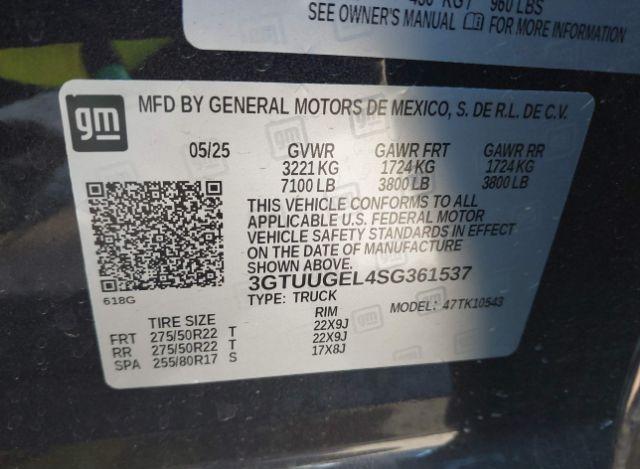 KG / 960 LBS
SEE OWNER'S MANUAL FOR MORE INFORMATION
gm
MFD BY GENERAL MOTORS DE MEXICO, S. DE R.L. DE C.V.
05/25 GVWR GAWR FRT GAWR RR
3221 KG 1724 KG 1724 KG
7100 LB 3800 LB 3800 LB
THIS VEHICLE CONFORMS TO ALL
APPLICABLE U.S. FEDERAL MOTOR
VEHICLE SAFETY STANDARDS IN EFFECT
ON THE DATE OF MANUFACTURE
SHOWN ABOVE.
3GTUUGEL4SG361537
618G
TYPE: TRUCK MODEL: 47TK10543
TIRE SIZE RIM
FRT 275/50R22 T 22X9J
RR 275/50R22 T 22X9J
SPA 255/80R17 S 17X8J